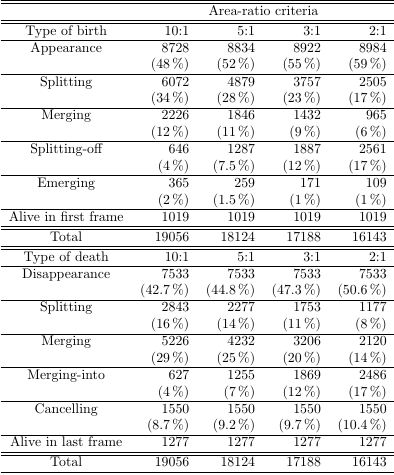 Area-ratio criteria
Type of birth 10:1 5:1 3:1 2:1
Appearance 8728 8834 8922 8984
(48 %) (52 %) (55 %) (59 %)
Splitting 6072 4879 3757 2505
(34 %) (28 %) (23 %) (17 %)
Merging 2226 1846 1432 965
(12 %) (11 %) (9 %) (6 %)
Splitting-off 646 1287 1887 2561
(4 %) (7.5 %) (12 %) (17 %)
Emerging 365 259 171 109
(2 %) (1.5 %) (1 %) (1 %)
Alive in first frame 1019 1019 1019 1019
Total 19056 18124 17188 16143
Type of death 10:1 5:1 3:1 2:1
Disappearance 7533 7533 7533 7533
(42.7 %) (44.8 %) (47.3 %) (50.6 %)
Splitting 2843 2277 1753 1177
(16 %) (14 %) (11 %) (8 %)
Merging 5226 4232 3206 2120
(29 %) (25 %) (20 %) (14 %)
Merging-into 627 1255 1869 2486
(4 %) (7 %) (12 %) (17 %)
Cancelling 1550 1550 1550 1550
(8.7 %) (9.2 %) (9.7 %) (10.4 %)
Alive in last frame 1277 1277 1277 1277
Total 19056 18124 17188 16143